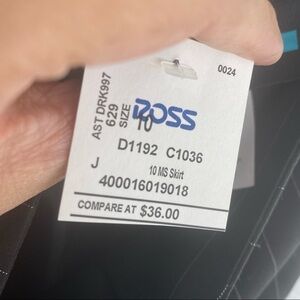 0024
AST DRK997
629
SIZE 10
ROSS
D1192 C1036
10 MS Skirt
J
400016019018
COMPARE AT $36.00